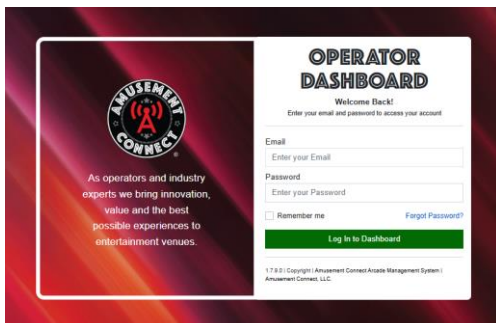 AMUSEMENT
CONNECT
®
As operators and industry
experts we bring innovation,
value and the best
possible experiences to
entertainment venues.
OPERATOR
DASHBOARD
Welcome Back!
Enter your email and password to access your account
Email
Enter your Email
Password
Enter your Password
Remember me
Forgot Password?
Log In to Dashboard
1.7.9.0 | Copyright | Amusement Connect Arcade Management System |
Amusement Connect, LLC.